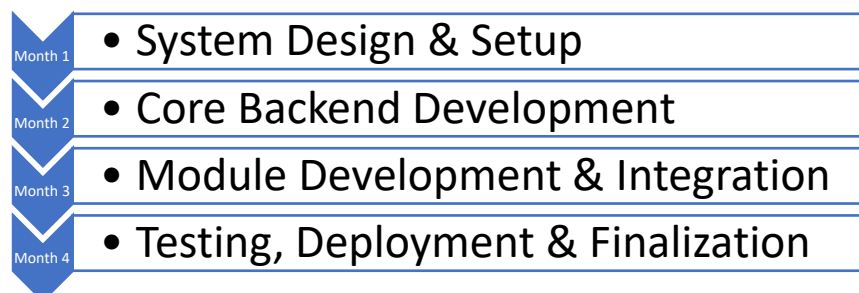 Month 1
• System Design & Setup
Month 2
• Core Backend Development
Month 3
• Module Development & Integration
Month 4
• Testing, Deployment & Finalization